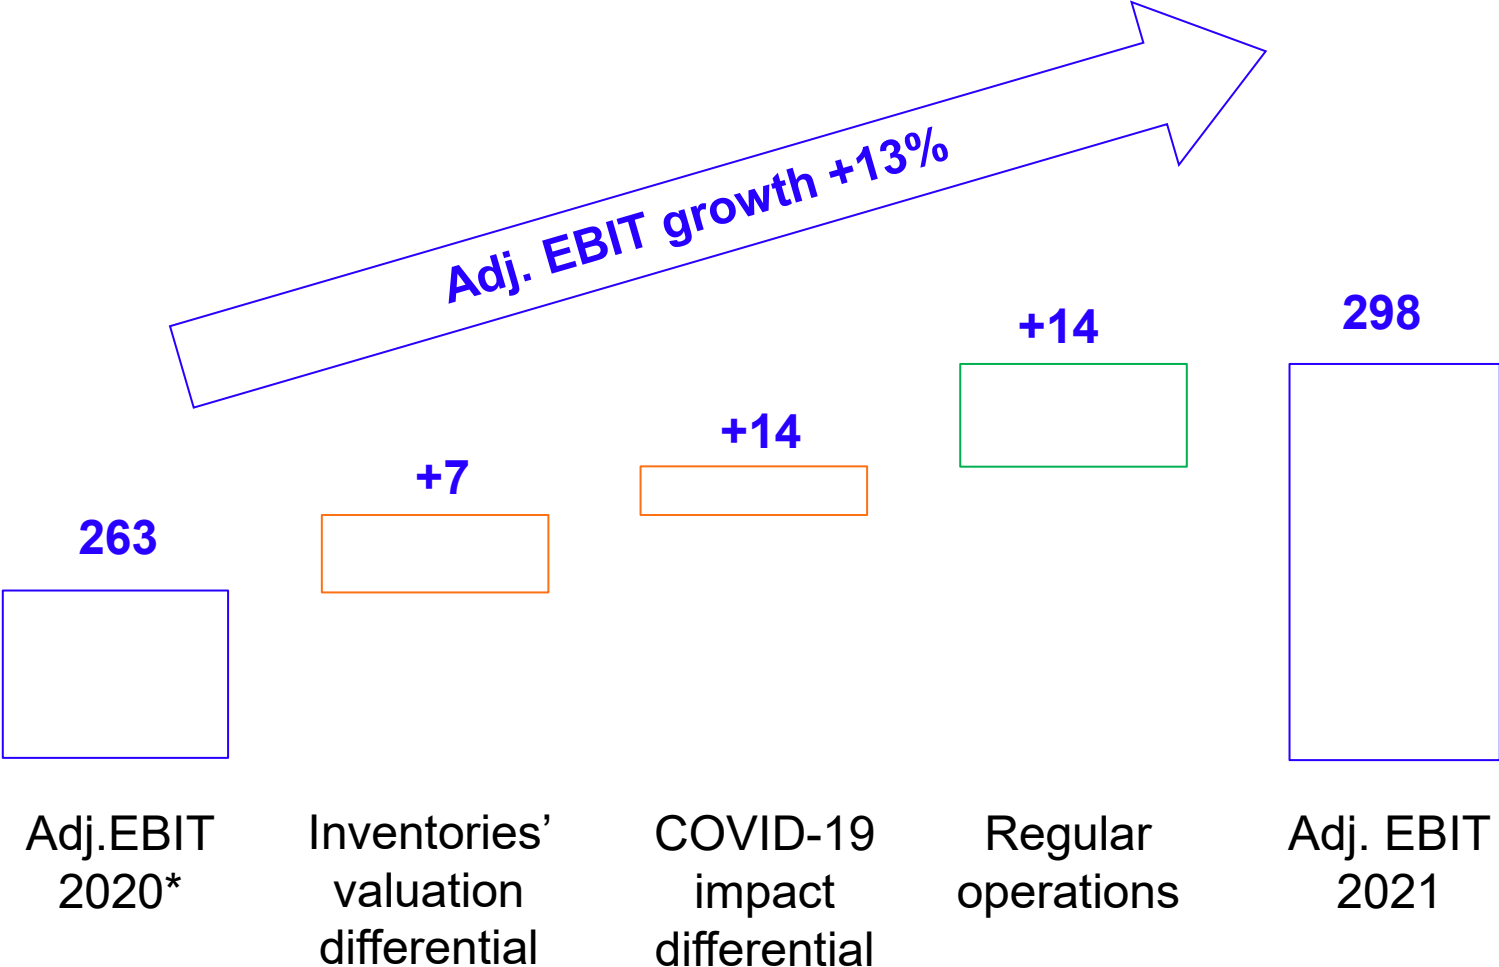 Adj. EBIT growth +13%
298
+14
+14
+7
263
Adj.EBIT
2020*
Inventories’
valuation
differential
COVID-19
impact
differential
Regular
operations
Adj. EBIT
2021